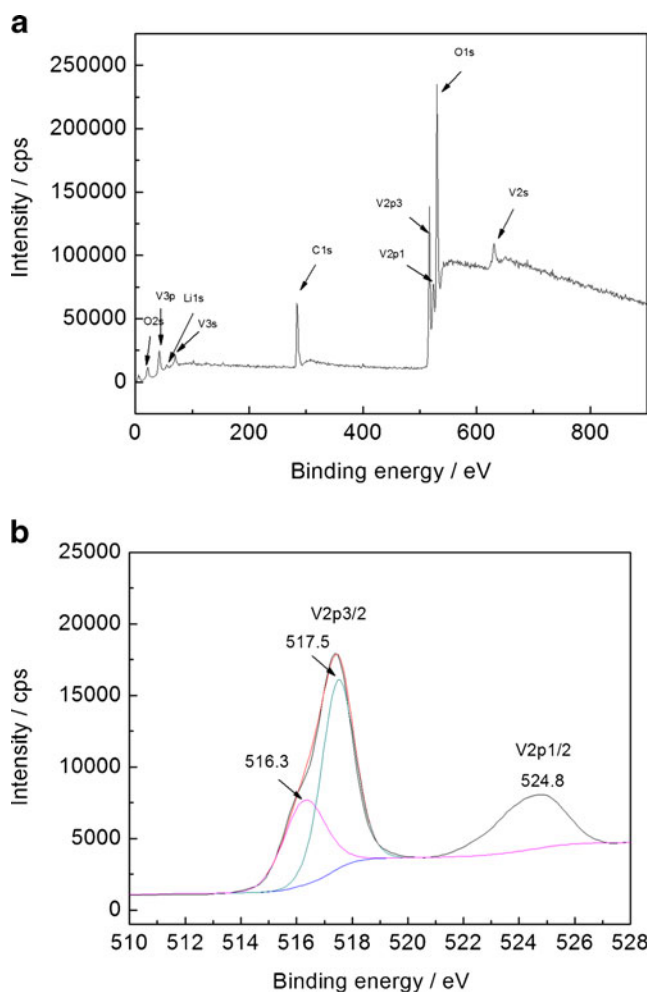 a
250000
200000
150000
100000
50000
0
Intensity / cps
O1s
V2p3
V2s
V2p1
C1s
V3p
Li1s
O2s
V3s
0
200
400
600
800
Binding energy / eV
b
25000
20000
15000
10000
5000
0
Intensity / cps
V2p3/2
517.5
516.3
V2p1/2
524.8
510
512
514
516
518
520
522
524
526
528
Binding energy / eV